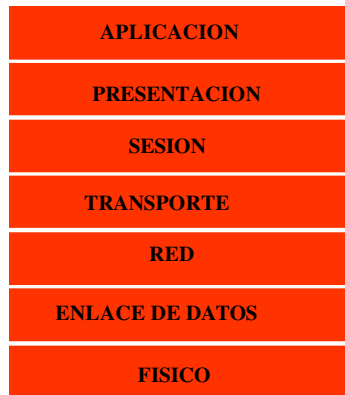 APLICACION
PRESENTACION
SESION
TRANSPORTE
RED
ENLACE DE DATOS
FISICO